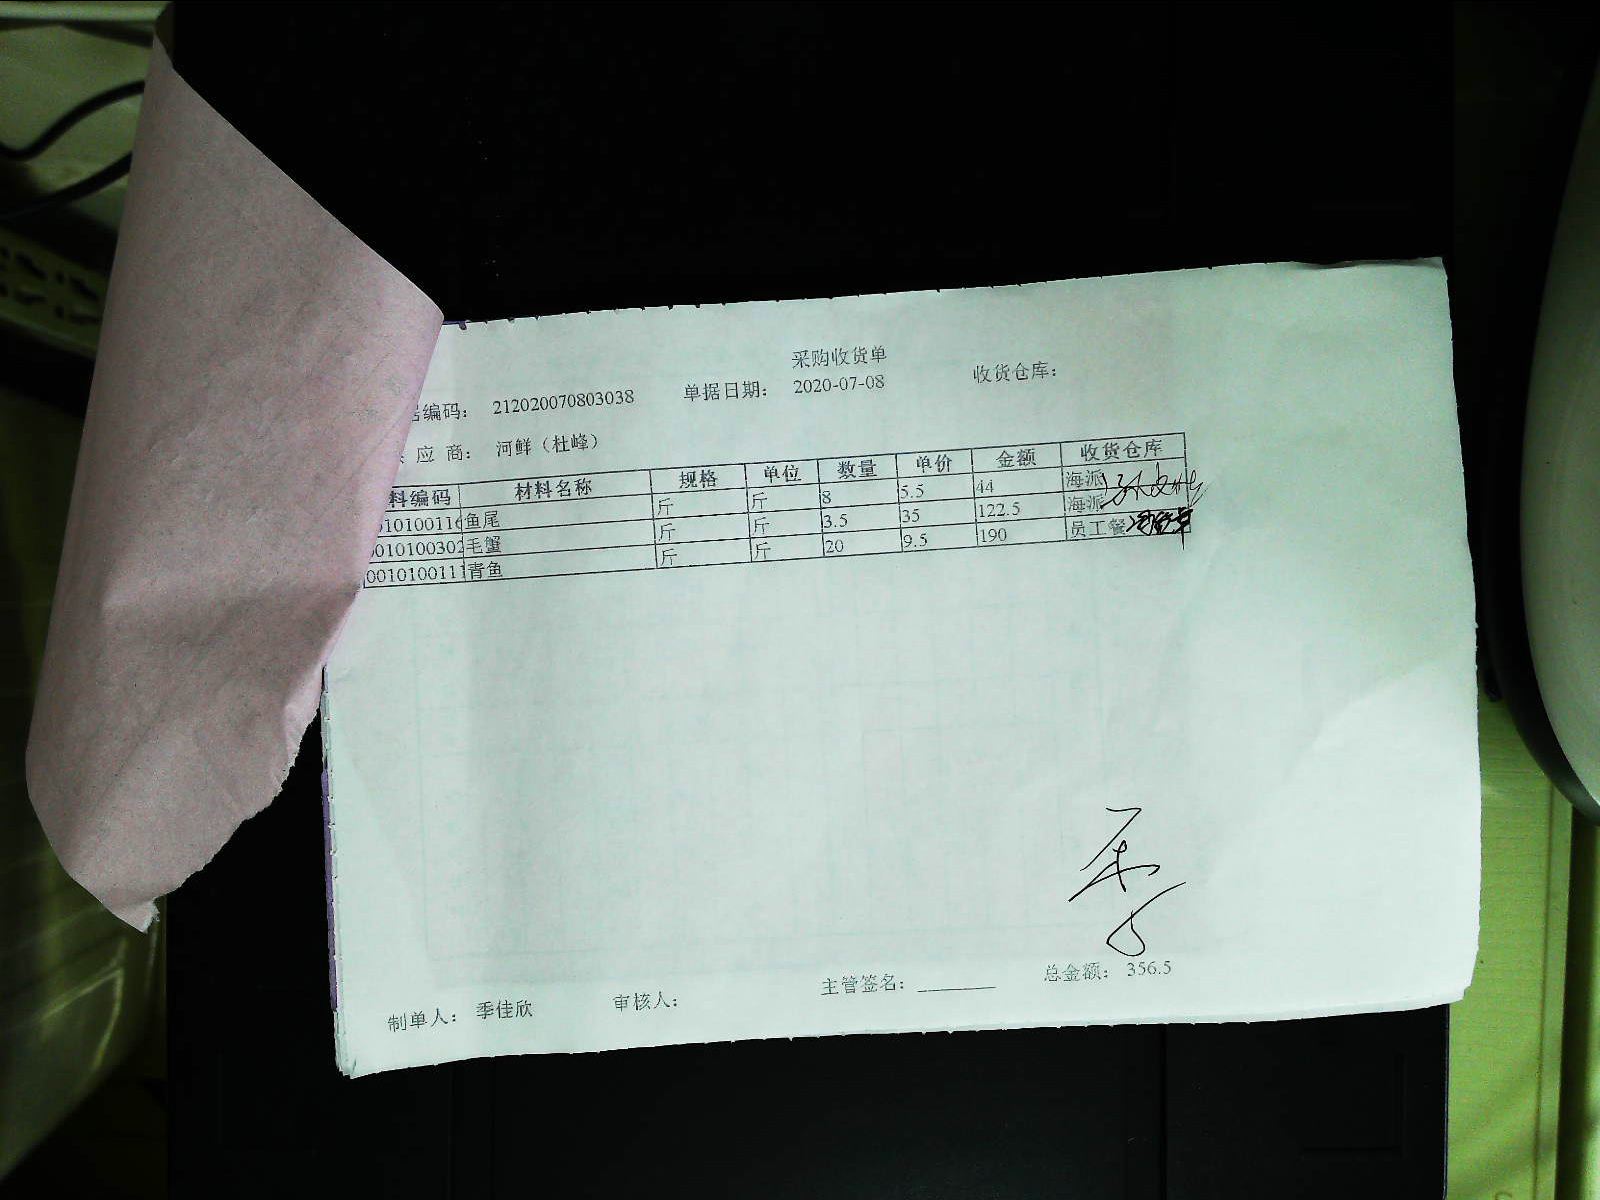 采购收货单
编码: 212020070803038 单据日期: 2020-07-08 收货仓库:
应 商: 河鲜（杜峰）
料编码 材料名称 规格 单位 数量 单价 金额 收货仓库
010100116 鱼尾 斤 斤 8 5.5 44 海派
0010100302 毛蟹 斤 斤 3.5 35 122.5 海派
0010100111 青鱼 斤 斤 20 9.5 190 员工餐
制单人: 季佳欣 审核人: 主管签名: ________ 总金额: 356.5